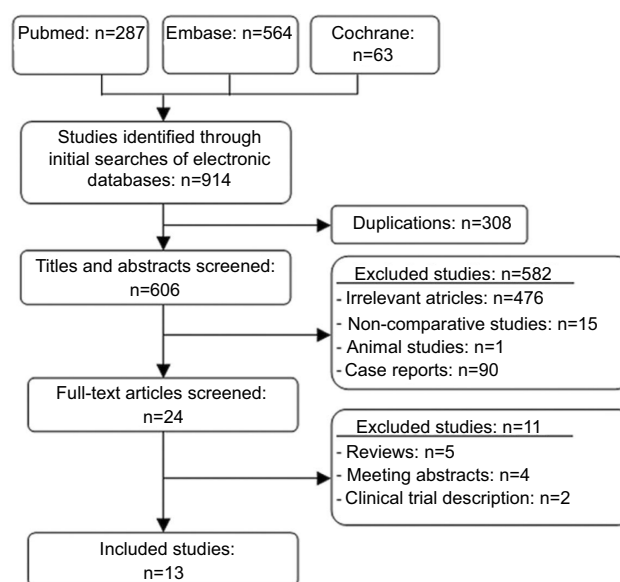 Pubmed: n=287
Embase: n=564
Cochrane:
n=63
Studies identified through
initial searches of electronic
databases: n=914
Duplications: n=308
Titles and abstracts screened:
n=606
Excluded studies: n=582
- Irrelevant atricles: n=476
- Non-comparative studies: n=15
- Animal studies: n=1
- Case reports: n=90
Full-text articles screened:
n=24
Excluded studies: n=11
- Reviews: n=5
- Meeting abstracts: n=4
- Clinical trial description: n=2
Included studies:
n=13